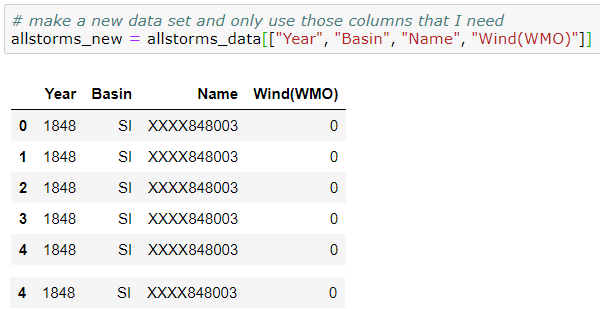 # make a new data set and only use those columns that I need
allstorms_new = allstorms_data[["Year", "Basin", "Name", "Wind(WMO)"]]
Year Basin Name Wind(WMO)
0 1848 SI XXXX848003 0
1 1848 SI XXXX848003 0
2 1848 SI XXXX848003 0
3 1848 SI XXXX848003 0
4 1848 SI XXXX848003 0
4 1848 SI XXXX848003 0